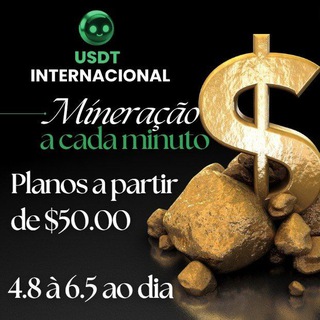 USDT
INTERNACIONAL
Mineração
a cada minuto
Planos a partir
de $50.00
4.8 à 6.5 ao dia